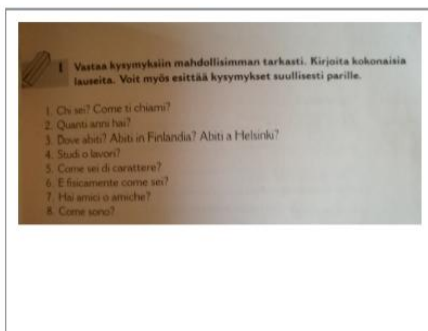 1 Vastaa kysymyksiin mahdollisimman tarkasti. Kirjoita kokonaisia
lauseita. Voit myös esittää kysymykset suullisesti parille.
1. Chi sei? Come ti chiami?
2. Quanti anni hai?
3. Dove abiti? Abiti in Finlandia? Abiti a Helsinki?
4. Studi o lavori?
5. Come sei di carattere?
6. E fisicamente come sei?
7. Hai amici o amiche?
8. Come sono?